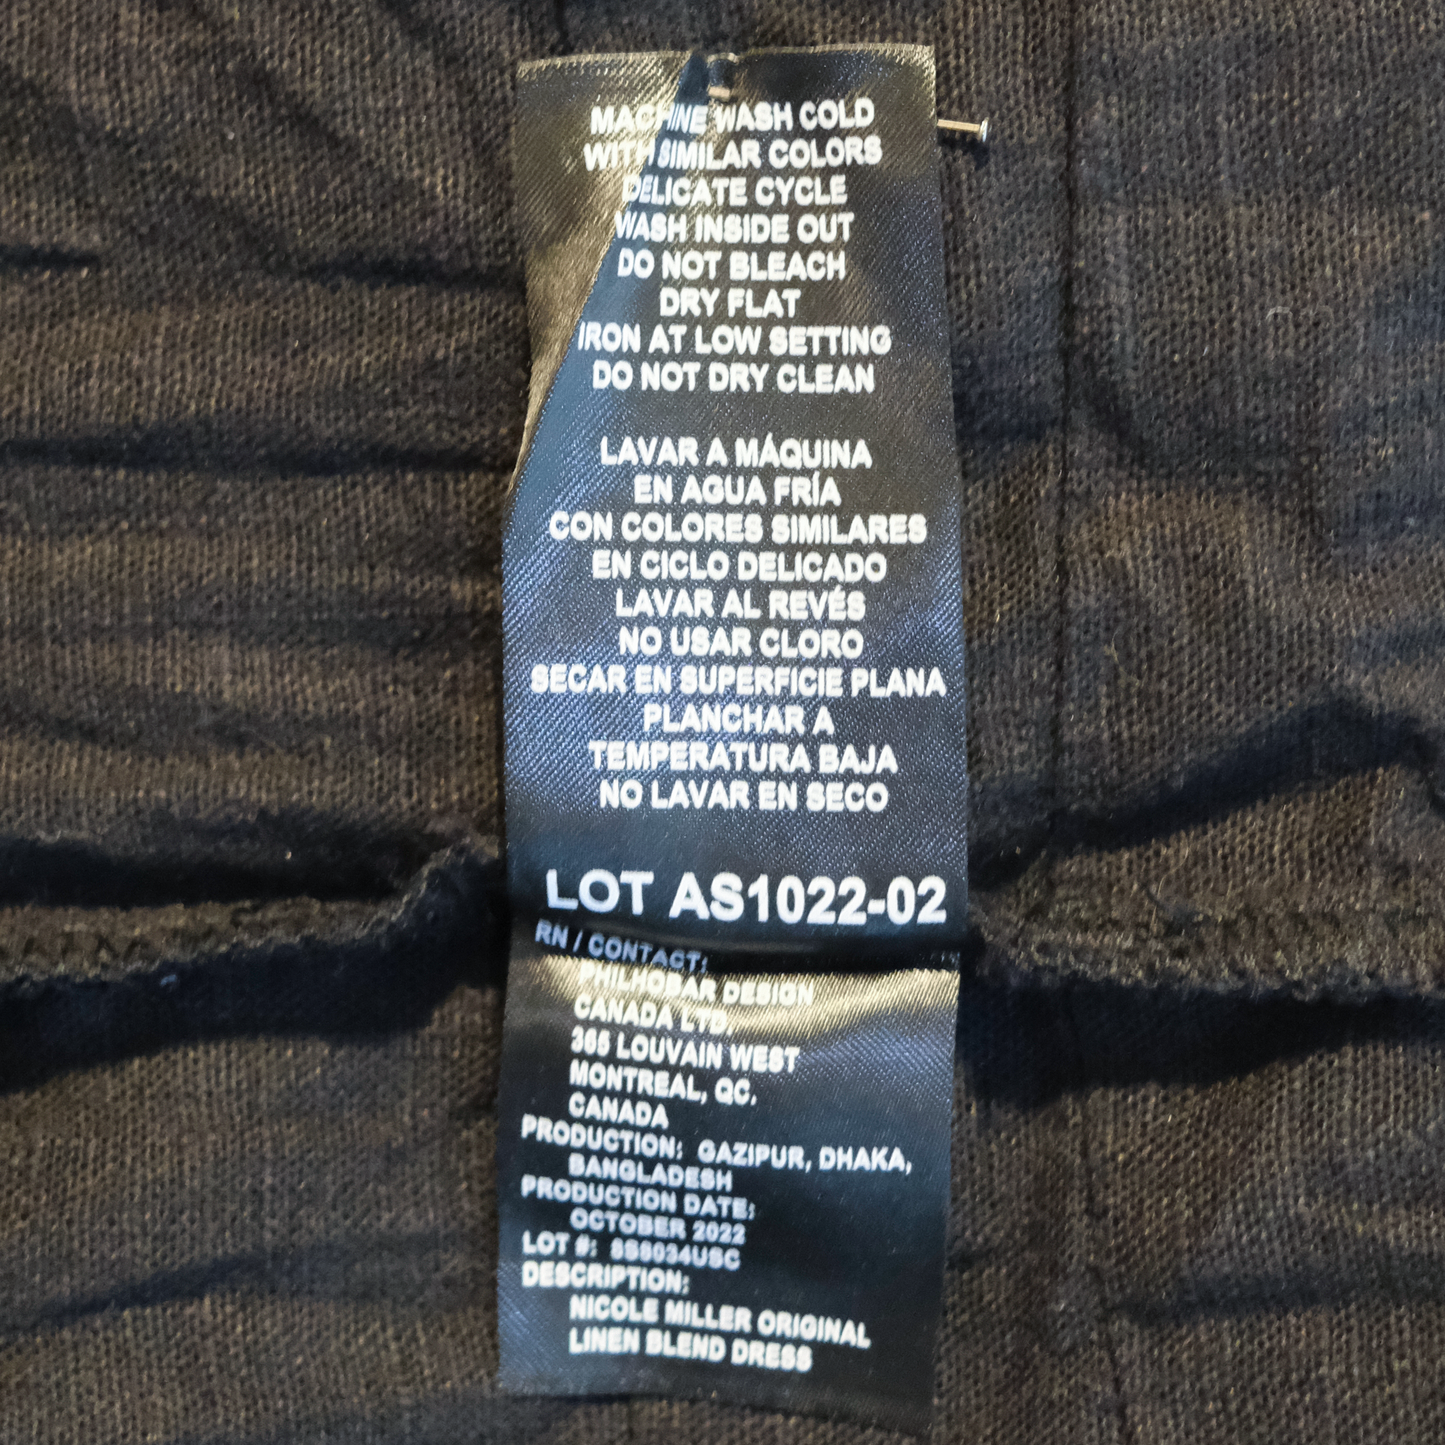 MACHINE WASH COLD
WITH SIMILAR COLORS
DELICATE CYCLE
WASH INSIDE OUT
DO NOT BLEACH
DRY FLAT
IRON AT LOW SETTING
DO NOT DRY CLEAN
LAVAR A MÁQUINA
EN AGUA FRÍA
CON COLORES SIMILARES
EN CICLO DELICADO
LAVAR AL REVÉS
NO USAR CLORO
SECAR EN SUPERFICIE PLANA
PLANCHAR A
TEMPERATURA BAJA
NO LAVAR EN SECO
LOT AS1022-02
RN / CONTACT:
PHILHOBAR DESIGN
CANADA LTD.
365 LOUVAIN WEST
MONTREAL, QC.
CANADA
PRODUCTION: GAZIPUR, DHAKA,
BANGLADESH
PRODUCTION DATE:
OCTOBER 2022
LOT #:
DESCRIPTION:
NICOLE MILLER ORIGINAL
LINEN BLEND DRESS